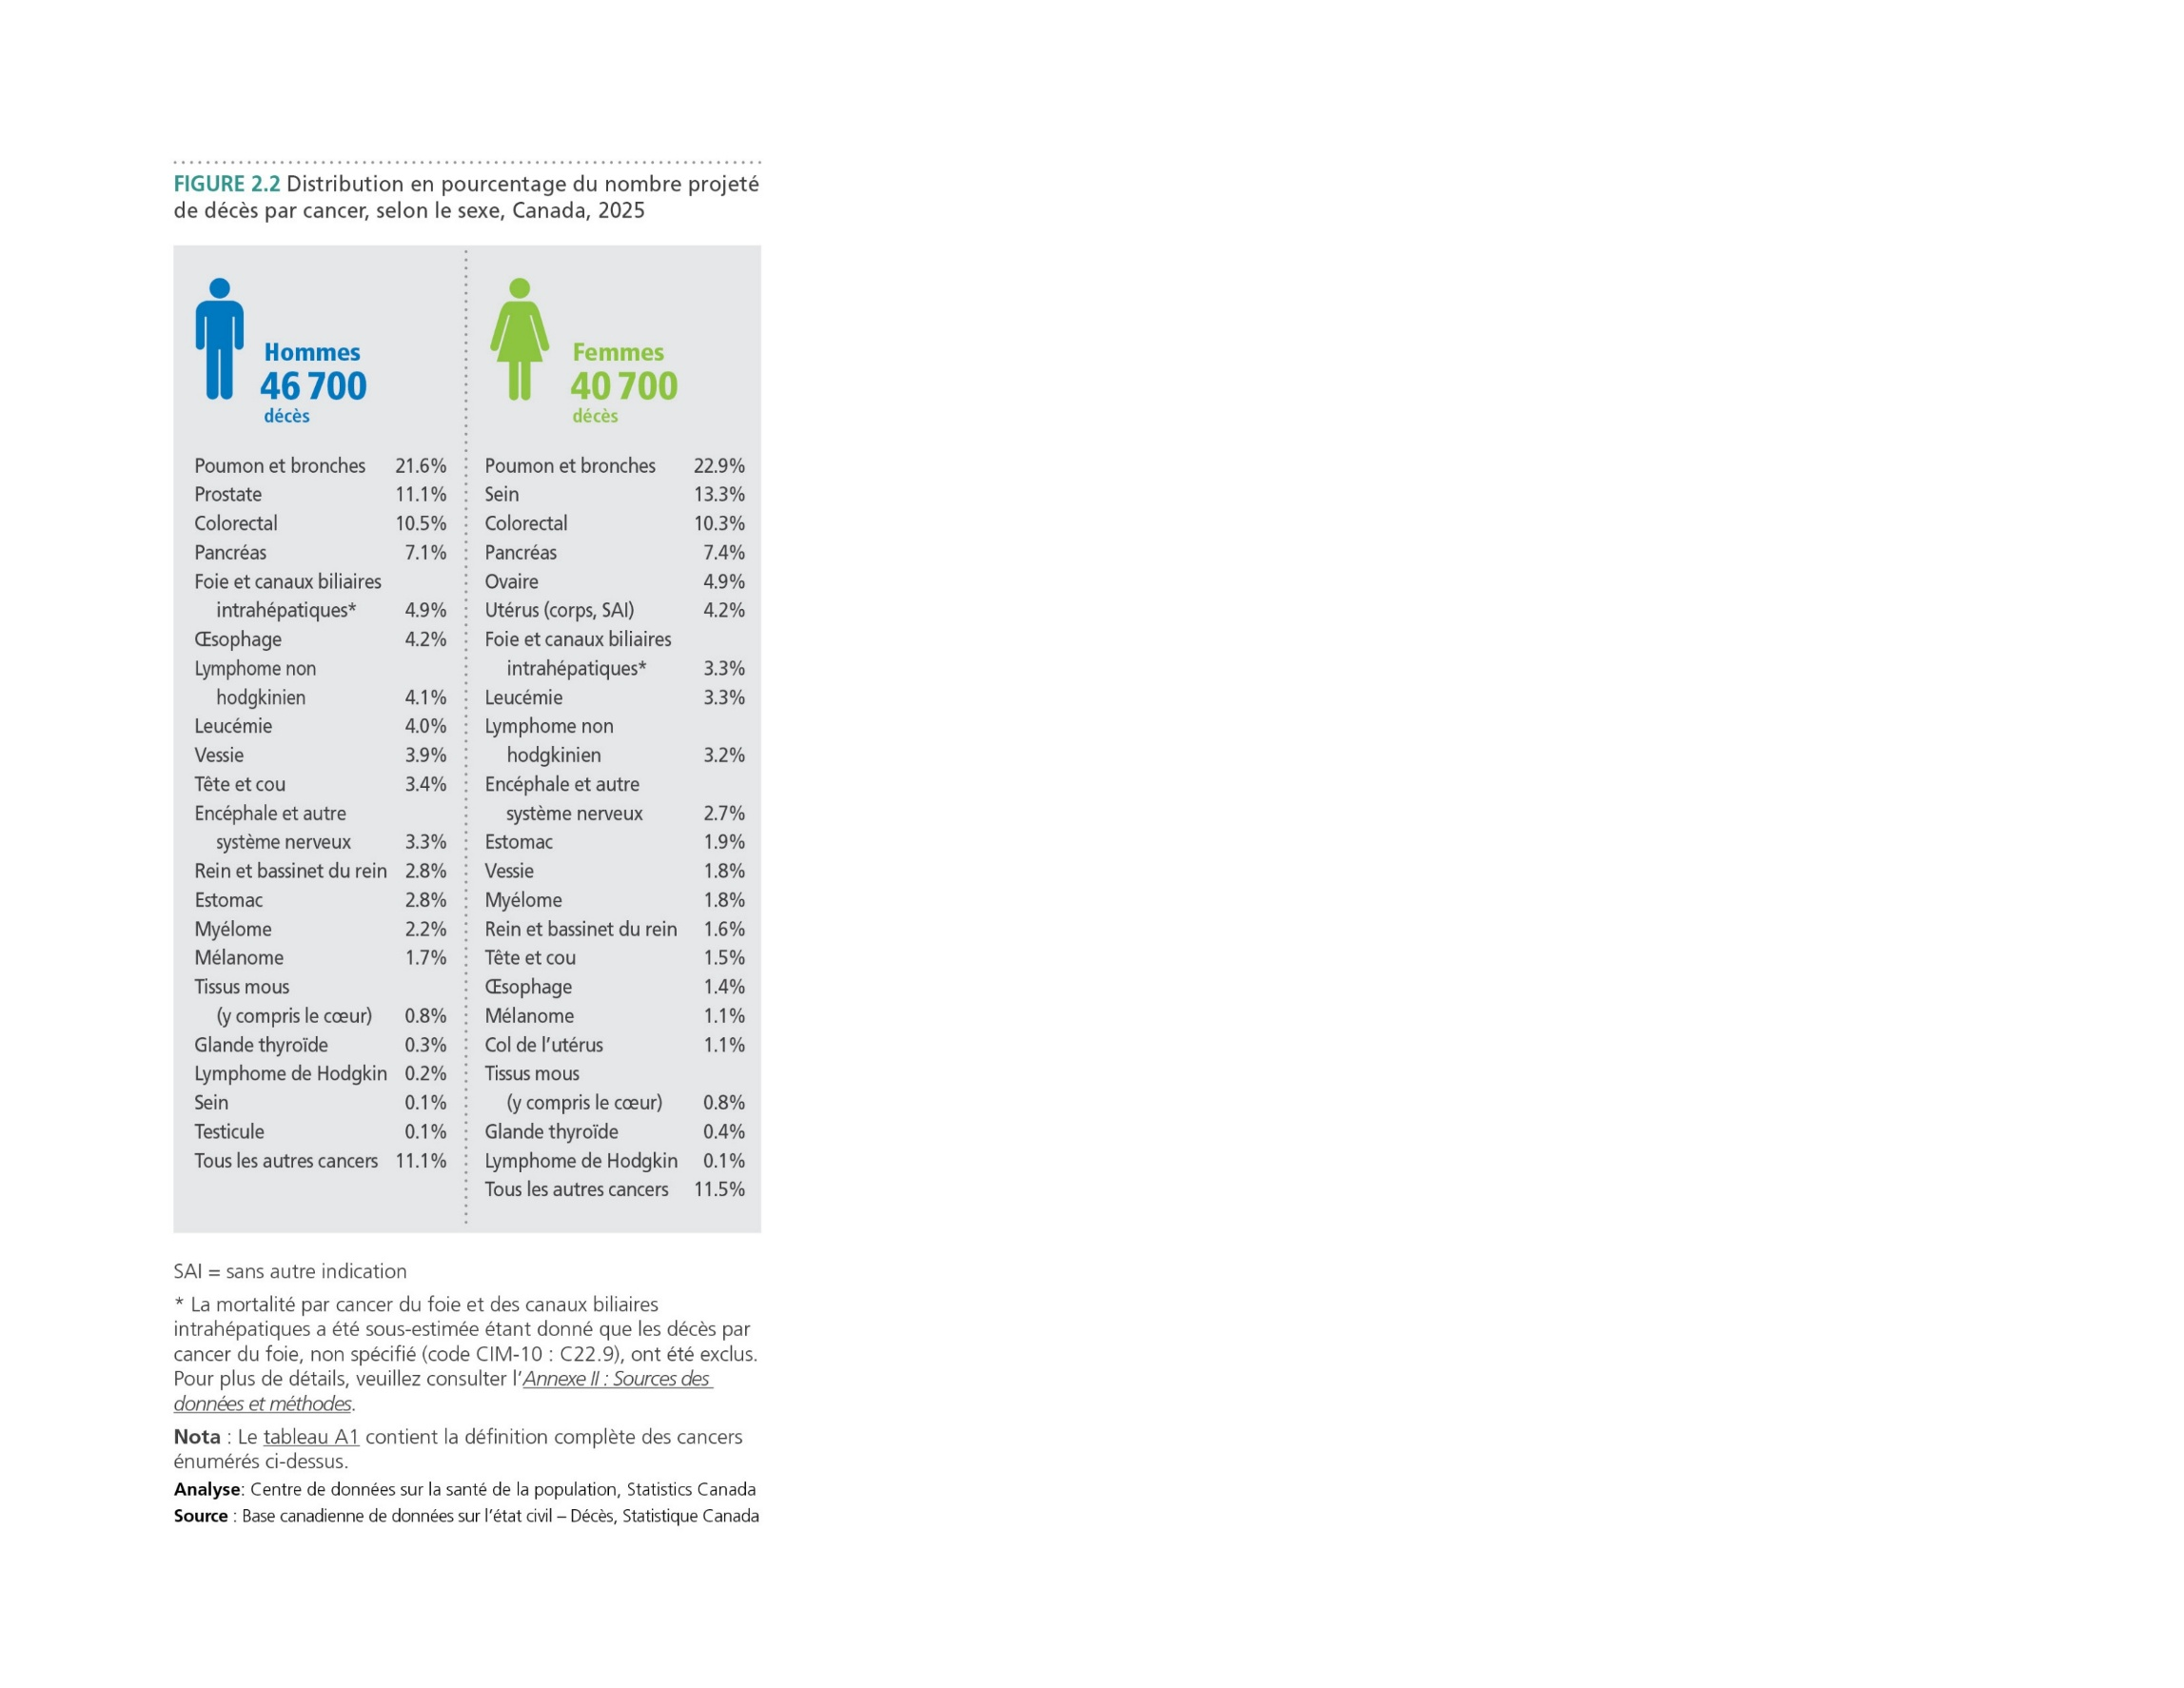 FIGURE 2.2 Distribution en pourcentage du nombre projeté
de décès par cancer, selon le sexe, Canada, 2025
Hommes
46 700
décès
Poumon et bronches 21.6%
Prostate 11.1%
Colorectal 10.5%
Pancréas 7.1%
Foie et canaux biliaires
intrahépatiques* 4.9%
Œsophage 4.2%
Lymphome non
hodgkinien 4.1%
Leucémie 4.0%
Vessie 3.9%
Tête et cou 3.4%
Encéphale et autre
système nerveux 3.3%
Rein et bassinet du rein 2.8%
Estomac 2.8%
Myélome 2.2%
Mélanome 1.7%
Tissus mous
(y compris le cœur) 0.8%
Glande thyroïde 0.3%
Lymphome de Hodgkin 0.2%
Sein 0.1%
Testicule 0.1%
Tous les autres cancers 11.1%
Femmes
40 700
décès
Poumon et bronches 22.9%
Sein 13.3%
Colorectal 10.3%
Pancréas 7.4%
Ovaire 4.9%
Utérus (corps, SAI) 4.2%
Foie et canaux biliaires
intrahépatiques* 3.3%
Leucémie 3.3%
Lymphome non
hodgkinien 3.2%
Encéphale et autre
système nerveux 2.7%
Estomac 1.9%
Vessie 1.8%
Myélome 1.8%
Rein et bassinet du rein 1.6%
Tête et cou 1.5%
Œsophage 1.4%
Mélanome 1.1%
Col de l’utérus 1.1%
Tissus mous
(y compris le cœur) 0.8%
Glande thyroïde 0.4%
Lymphome de Hodgkin 0.1%
Tous les autres cancers 11.5%
SAI = sans autre indication
* La mortalité par cancer du foie et des canaux biliaires
intrahépatiques a été sous-estimée étant donné que les décès par
cancer du foie, non spécifié (code CIM-10 : C22.9), ont été exclus.
Pour plus de détails, veuillez consulter l’Annexe II : Sources des
données et méthodes.
Nota : Le tableau A1 contient la définition complète des cancers
énumérés ci-dessus.
Analyse: Centre de données sur la santé de la population, Statistics Canada
Source : Base canadienne de données sur l’état civil – Décès, Statistique Canada